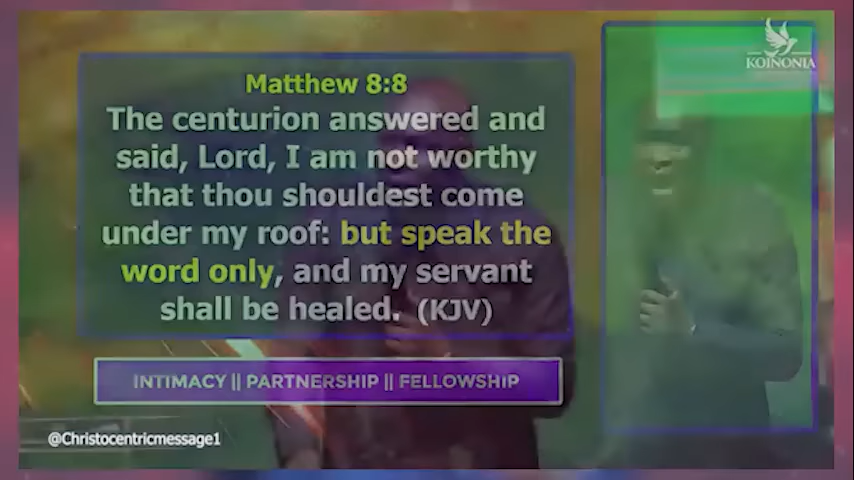 KOINONIA
Matthew 8:8
The centurion answered and
said, Lord, I am not worthy
that thou shouldest come
under my roof: but speak the
word only, and my servant
shall be healed. (KJV)
INTIMACY || PARTNERSHIP || FELLOWSHIP
@Christocentricmessage1